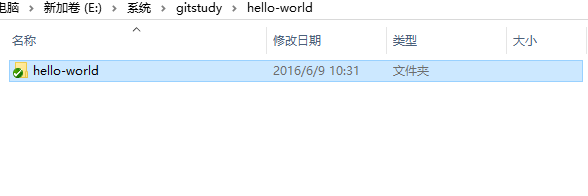 电脑 > 新加卷 (E:) > 系统 > gitstudy > hello-world
名称 修改日期 类型 大小
hello-world 2016/6/9 10:31 文件夹